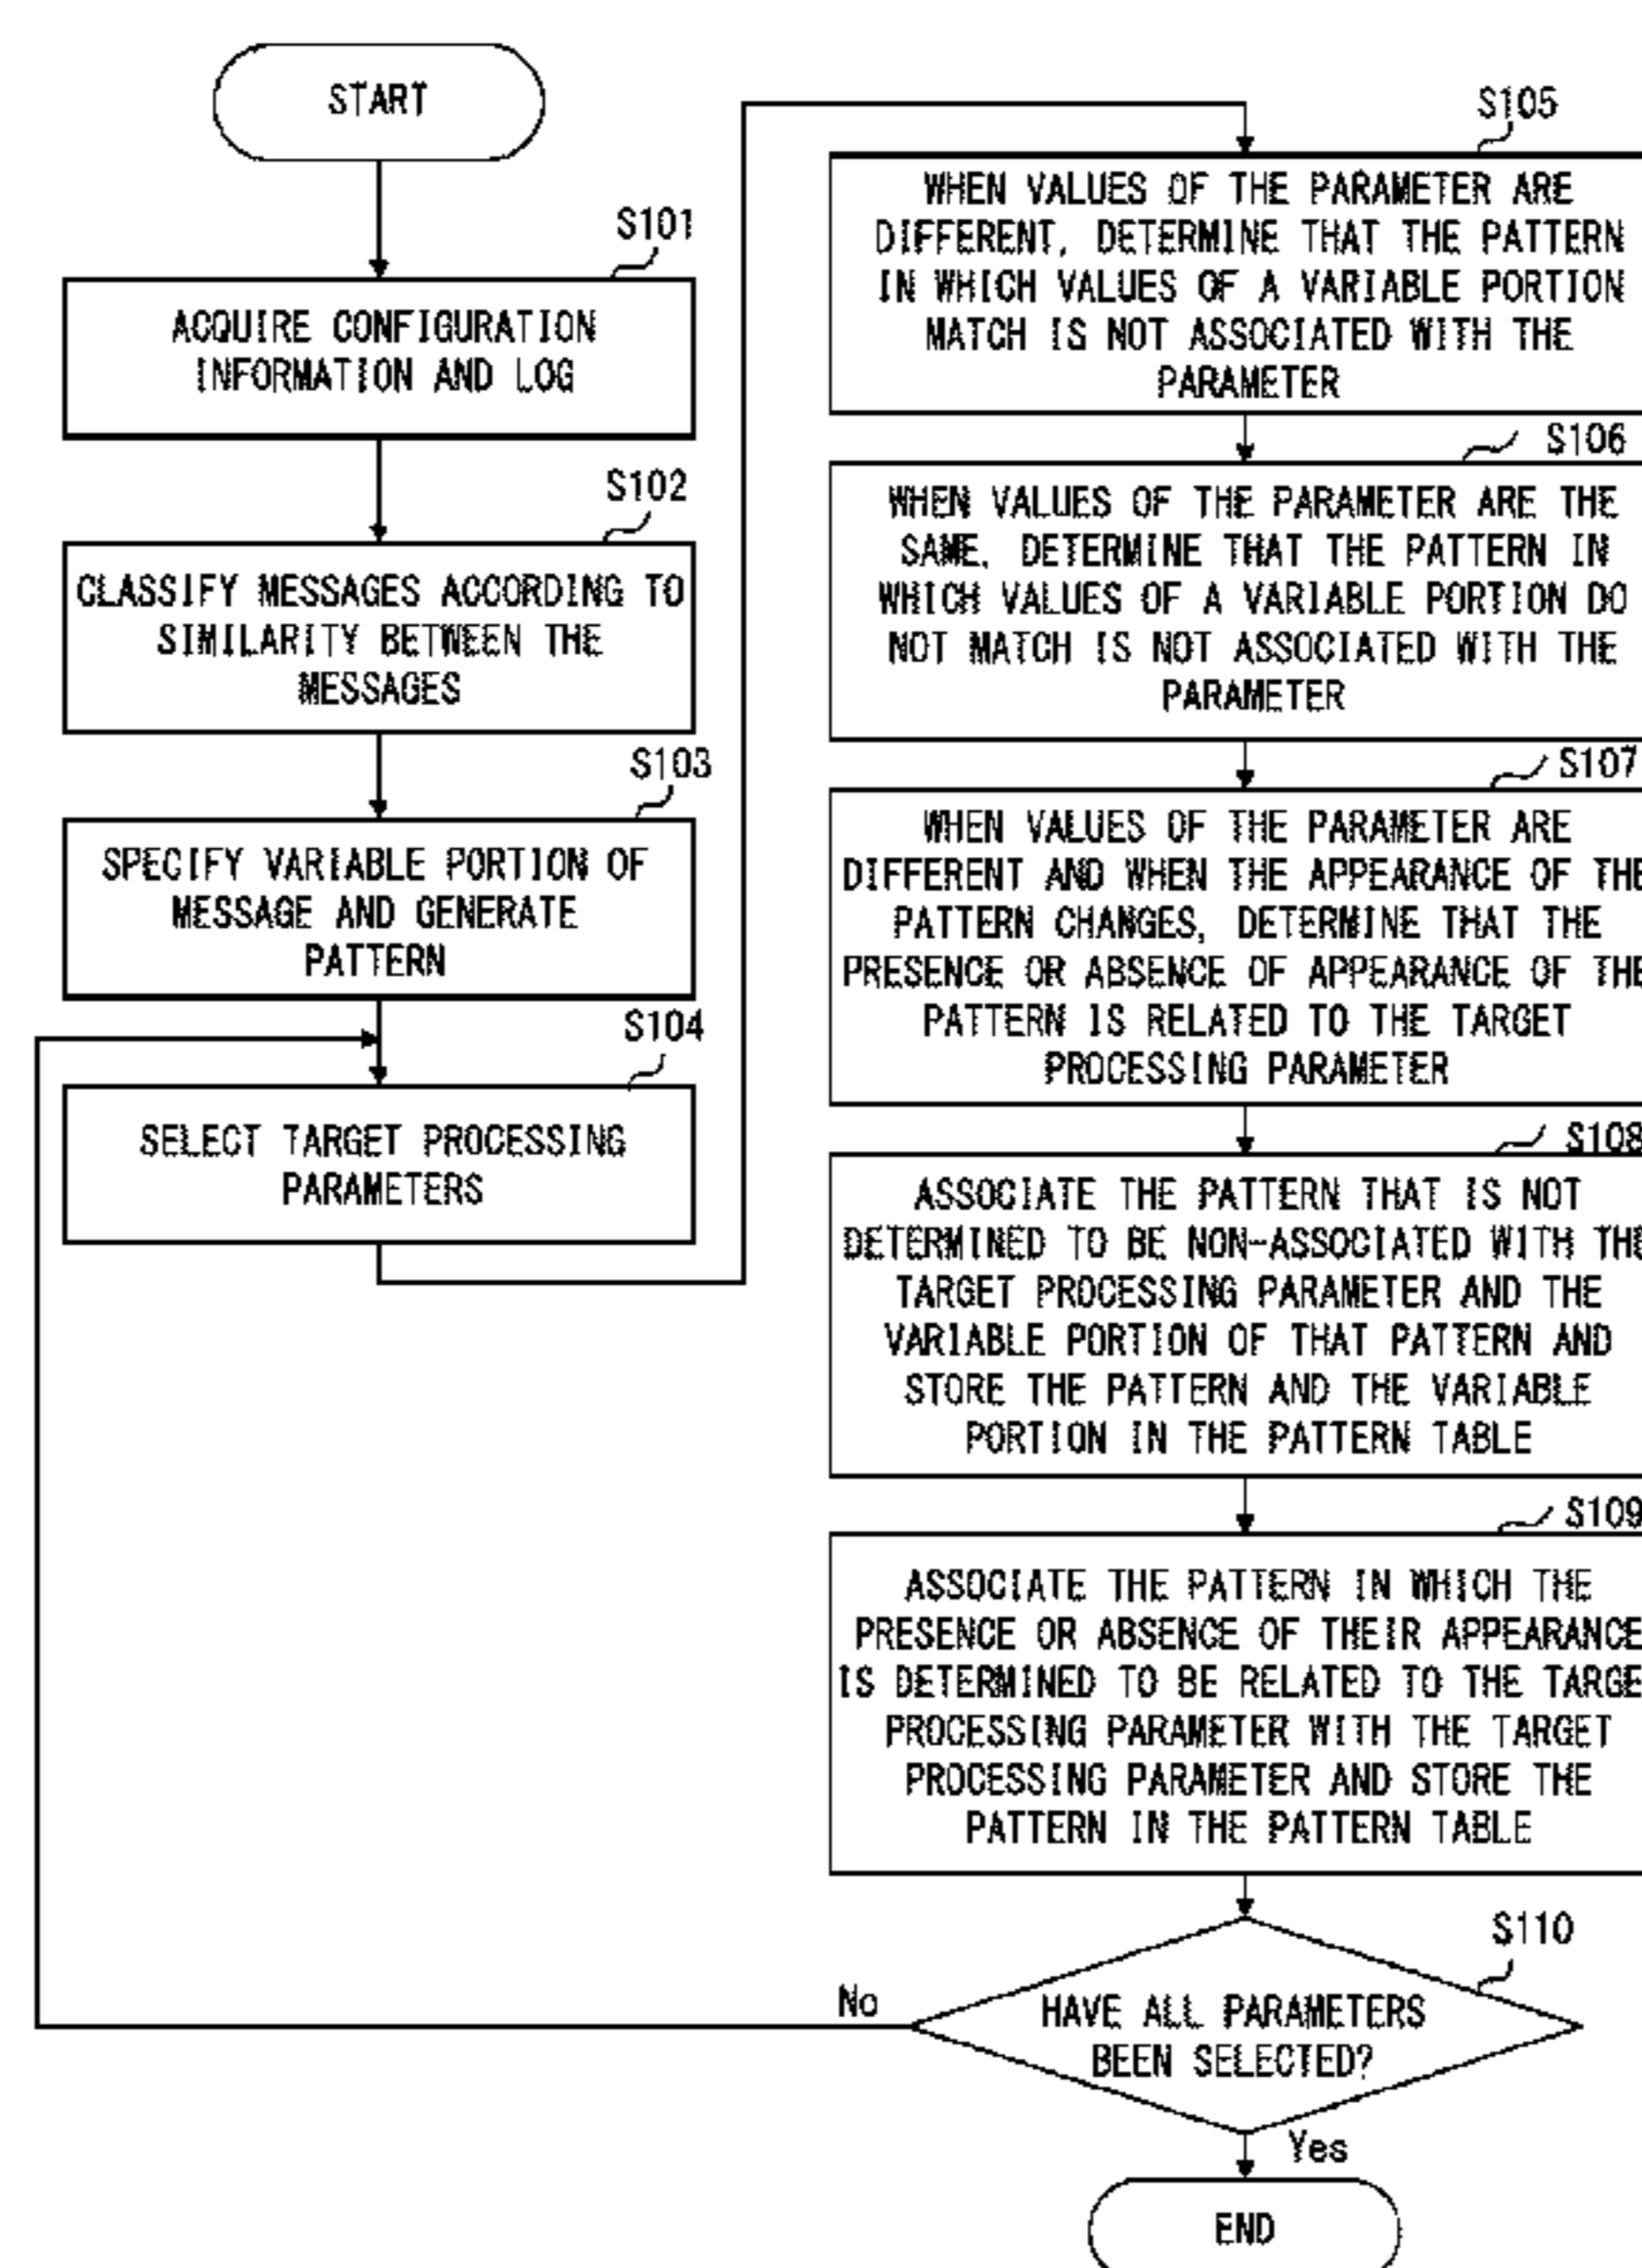 START
S101
ACQUIRE CONFIGURATION
INFORMATION AND LOG
S102
CLASSIFY MESSAGES ACCORDING TO
SIMILARITY BETWEEN THE
MESSAGES
S103
SPECIFY VARIABLE PORTION OF
MESSAGE AND GENERATE
PATTERN
S104
SELECT TARGET PROCESSING
PARAMETERS
S105
WHEN VALUES OF THE PARAMETER ARE
DIFFERENT, DETERMINE THAT THE PATTERN
IN WHICH VALUES OF A VARIABLE PORTION
MATCH IS NOT ASSOCIATED WITH THE
PARAMETER
S106
WHEN VALUES OF THE PARAMETER ARE THE
SAME, DETERMINE THAT THE PATTERN IN
WHICH VALUES OF A VARIABLE PORTION DO
NOT MATCH IS NOT ASSOCIATED WITH THE
PARAMETER
S107
WHEN VALUES OF THE PARAMETER ARE
DIFFERENT AND WHEN THE APPEARANCE OF THE
PATTERN CHANGES, DETERMINE THAT THE
PRESENCE OR ABSENCE OF APPEARANCE OF THE
PATTERN IS RELATED TO THE TARGET
PROCESSING PARAMETER
S108
ASSOCIATE THE PATTERN THAT IS NOT
DETERMINED TO BE NON-ASSOCIATED WITH THE
TARGET PROCESSING PARAMETER AND THE
VARIABLE PORTION OF THAT PATTERN AND
STORE THE PATTERN AND THE VARIABLE
PORTION IN THE PATTERN TABLE
S109
ASSOCIATE THE PATTERN IN WHICH THE
PRESENCE OR ABSENCE OF THEIR APPEARANCE
IS DETERMINED TO BE RELATED TO THE TARGE
PROCESSING PARAMETER WITH THE TARGET
PROCESSING PARAMETER AND STORE THE
PATTERN IN THE PATTERN TABLE
S110
No
HAVE ALL PARAMETERS
BEEN SELECTED?
Yes
END